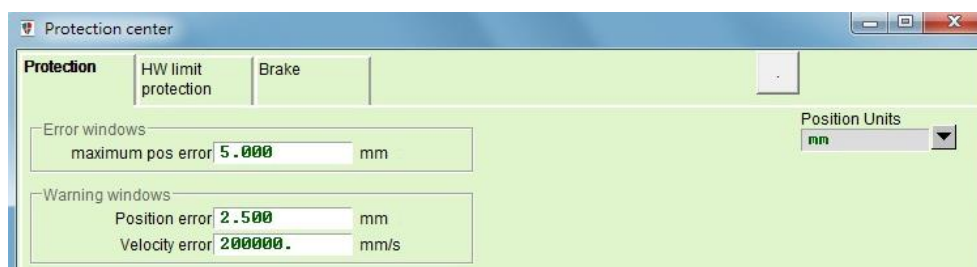 Protection center
Protection
HW limit
protection
Brake
.
Position Units
mm
Error windows
maximum pos error 5.000 mm
Warning windows
Position error 2.500 mm
Velocity error 200000. mm/s